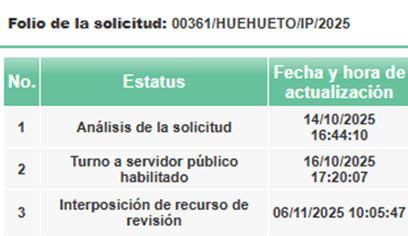 Folio de la solicitud: 00361/HUEHUETO/IP/2025
No. Estatus Fecha y hora de
actualización
1 Análisis de la solicitud 14/10/2025
16:44:10
2 Turno a servidor público
habilitado 16/10/2025
17:20:07
3 Interposición de recurso de
revisión 06/11/2025 10:05:47